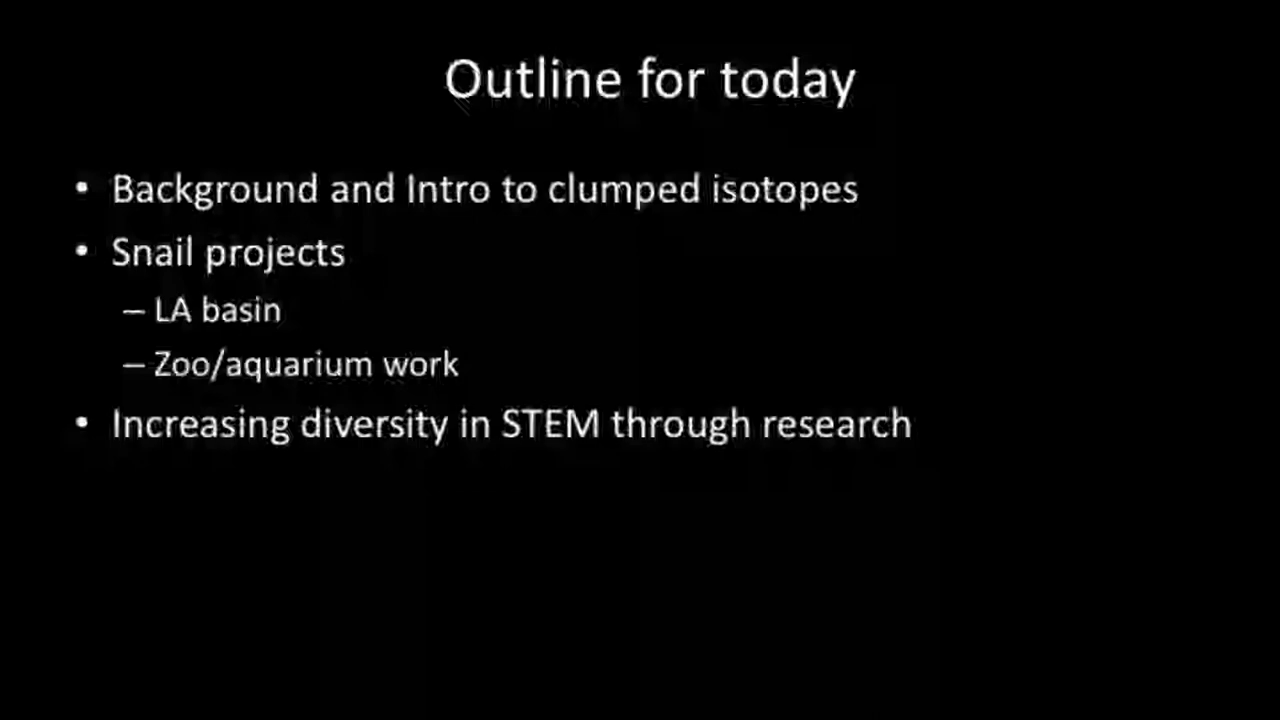 Outline for today
• Background and Intro to clumped isotopes
• Snail projects
– LA basin
– Zoo/aquarium work
• Increasing diversity in STEM through research